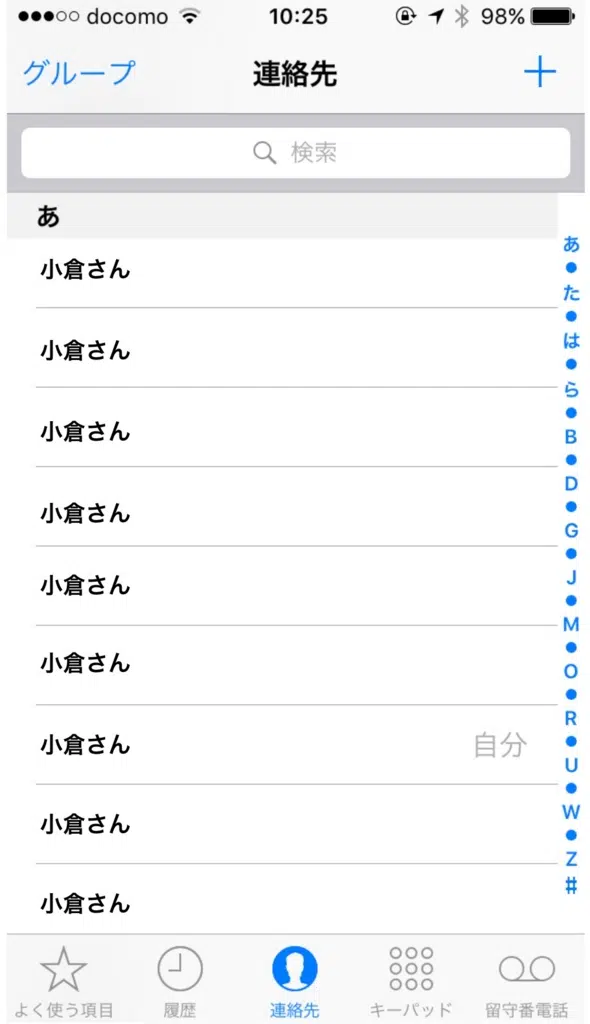 docomo 10:25 98%
グループ 連絡先 +
検索
あ
小倉さん
小倉さん
小倉さん
小倉さん
小倉さん
小倉さん
小倉さん 自分
小倉さん
小倉さん
あ
た
は
ら
B
D
G
J
M
O
R
U
W
Z
#
よく使う項目 履歴 連絡先 キーパッド 留守番電話